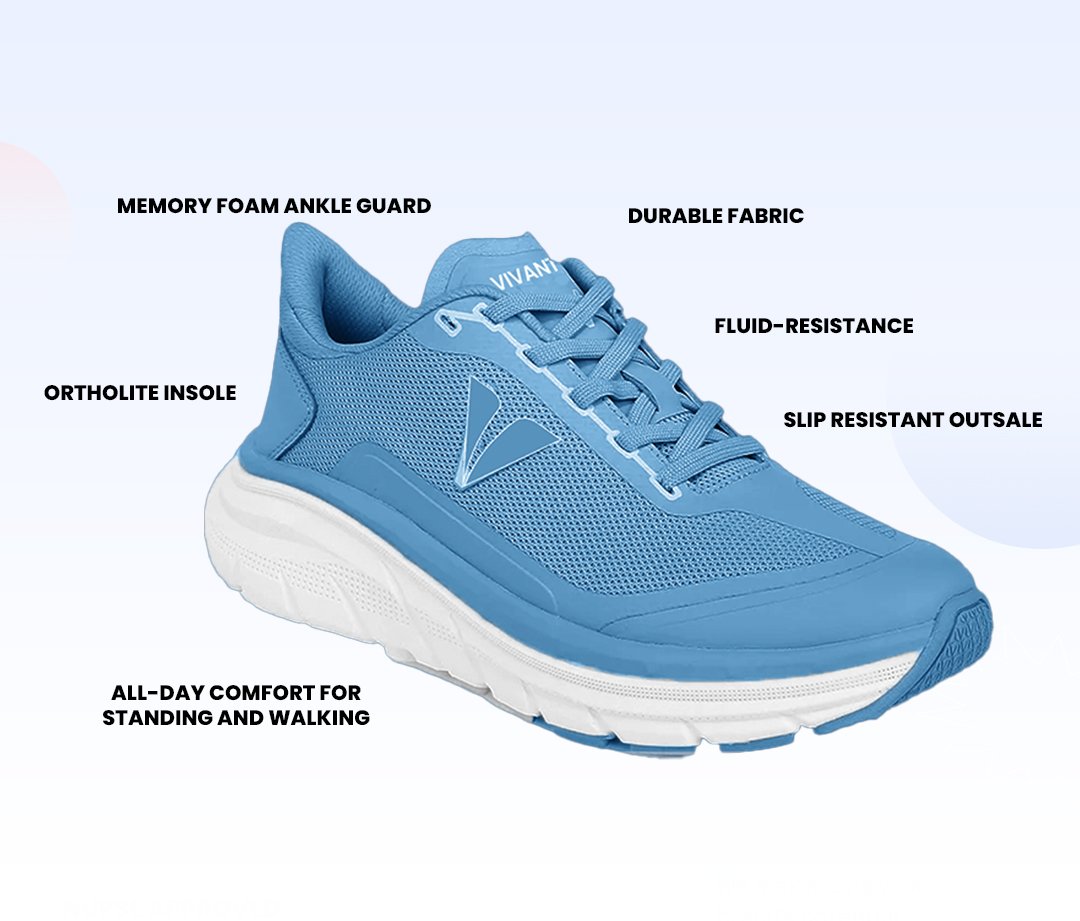 MEMORY FOAM ANKLE GUARD
DURABLE FABRIC
VIVANT
FLUID-RESISTANCE
ORTHOLITE INSOLE
SLIP RESISTANT OUTSALE
ALL-DAY COMFORT FOR
STANDING AND WALKING